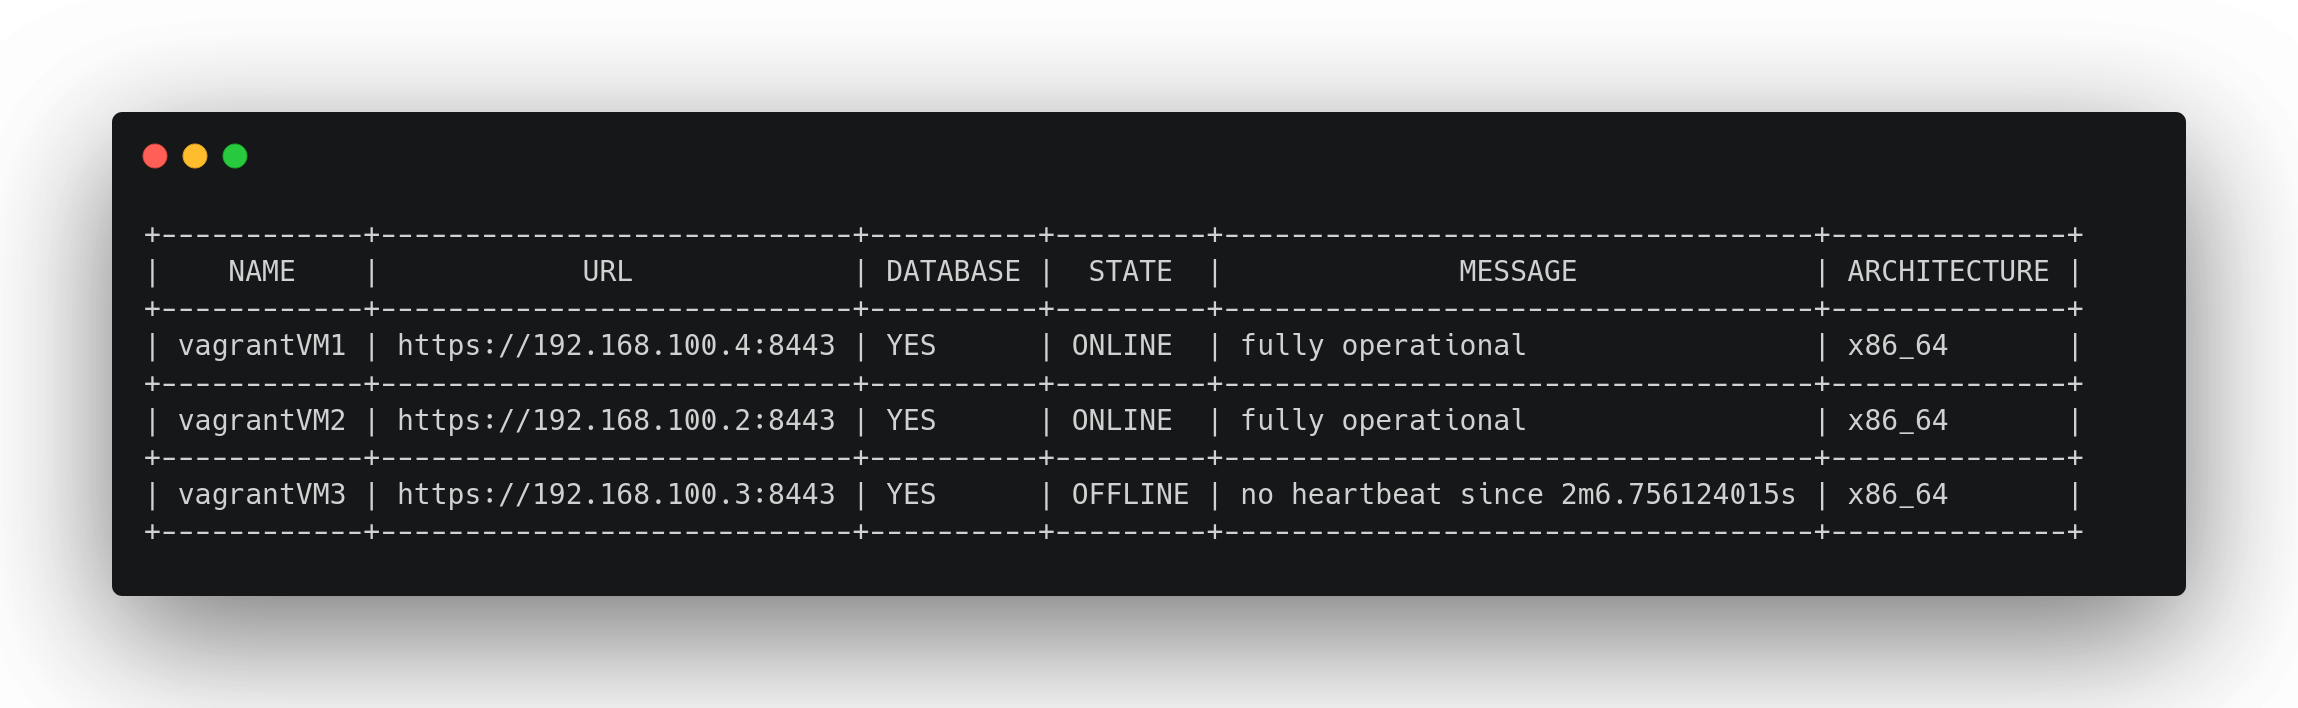 +------------+----------------------------+----------+---------+-----------------------------------+--------------+
|    NAME    |            URL             | DATABASE |  STATE  |              MESSAGE              | ARCHITECTURE |
+------------+----------------------------+----------+---------+-----------------------------------+--------------+
| vagrantVM1 | https://192.168.100.4:8443 | YES      | ONLINE  | fully operational                 | x86_64       |
+------------+----------------------------+----------+---------+-----------------------------------+--------------+
| vagrantVM2 | https://192.168.100.2:8443 | YES      | ONLINE  | fully operational                 | x86_64       |
+------------+----------------------------+----------+---------+-----------------------------------+--------------+
| vagrantVM3 | https://192.168.100.3:8443 | YES      | OFFLINE | no heartbeat since 2m6.756124015s | x86_64       |
+------------+----------------------------+----------+---------+-----------------------------------+--------------+